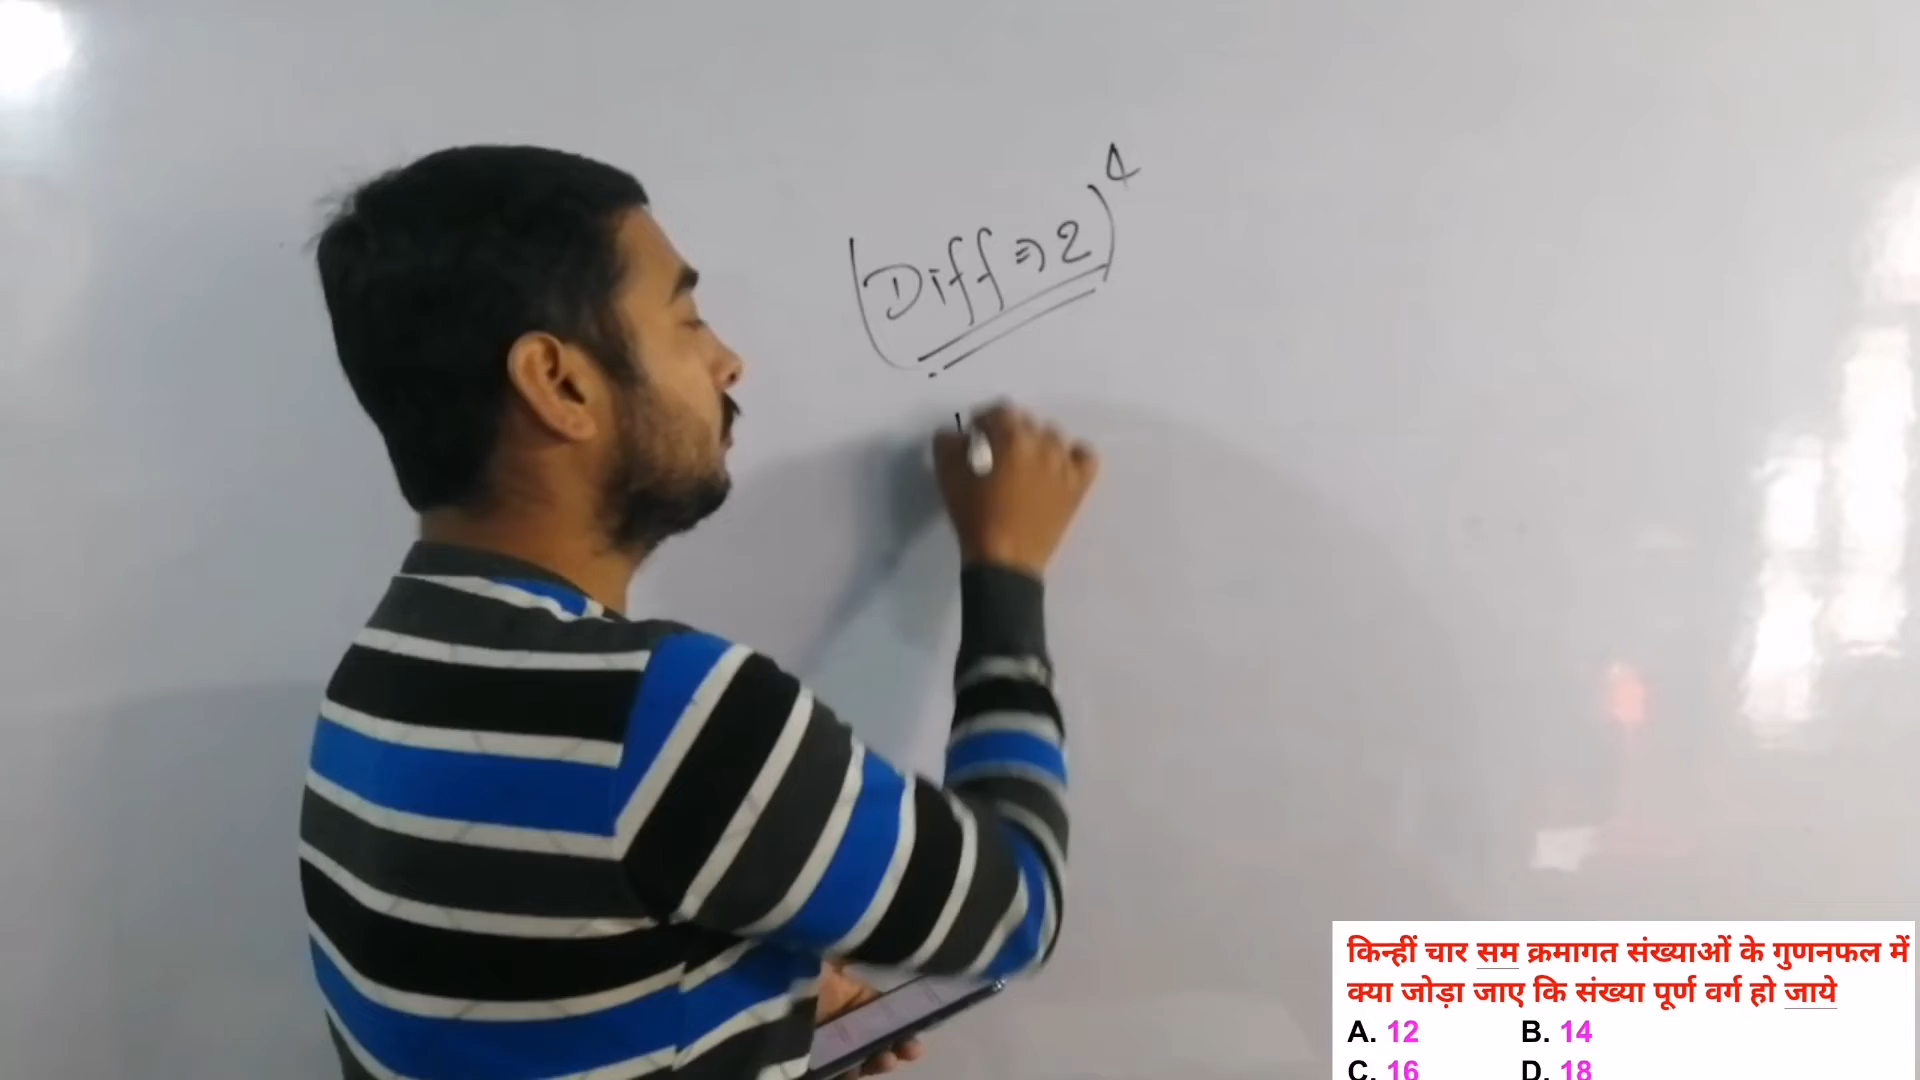 (Diff ⇒ 2)⁴
किन्हीं चार सम क्रमागत संख्याओं के गुणनफल में
क्या जोड़ा जाए कि संख्या पूर्ण वर्ग हो जाये
A. 12 B. 14
C. 16 D. 18